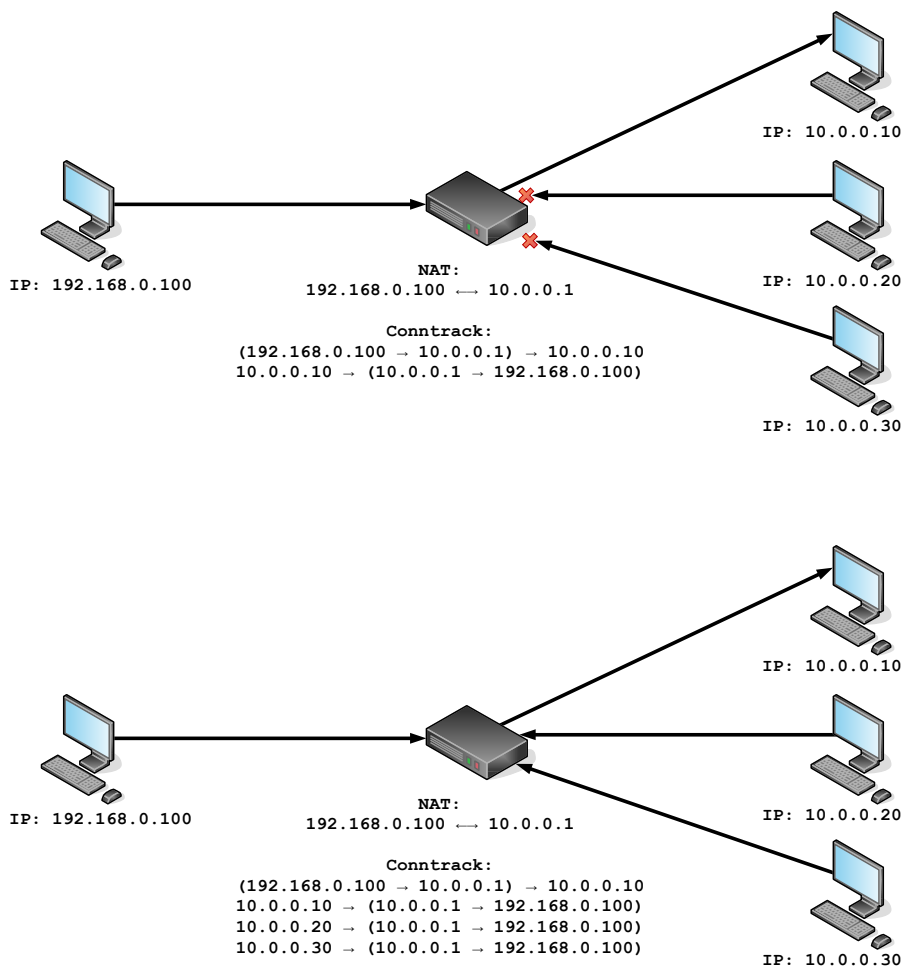 IP: 10.0.0.10
IP: 192.168.0.100
NAT:
192.168.0.100 ←→ 10.0.0.1
IP: 10.0.0.20
Conntrack:
(192.168.0.100 → 10.0.0.1) → 10.0.0.10
10.0.0.10 → (10.0.0.1 → 192.168.0.100)
IP: 10.0.0.30
IP: 10.0.0.10
IP: 192.168.0.100
NAT:
192.168.0.100 ←→ 10.0.0.1
IP: 10.0.0.20
Conntrack:
(192.168.0.100 → 10.0.0.1) → 10.0.0.10
10.0.0.10 → (10.0.0.1 → 192.168.0.100)
10.0.0.20 → (10.0.0.1 → 192.168.0.100)
10.0.0.30 → (10.0.0.1 → 192.168.0.100)
IP: 10.0.0.30